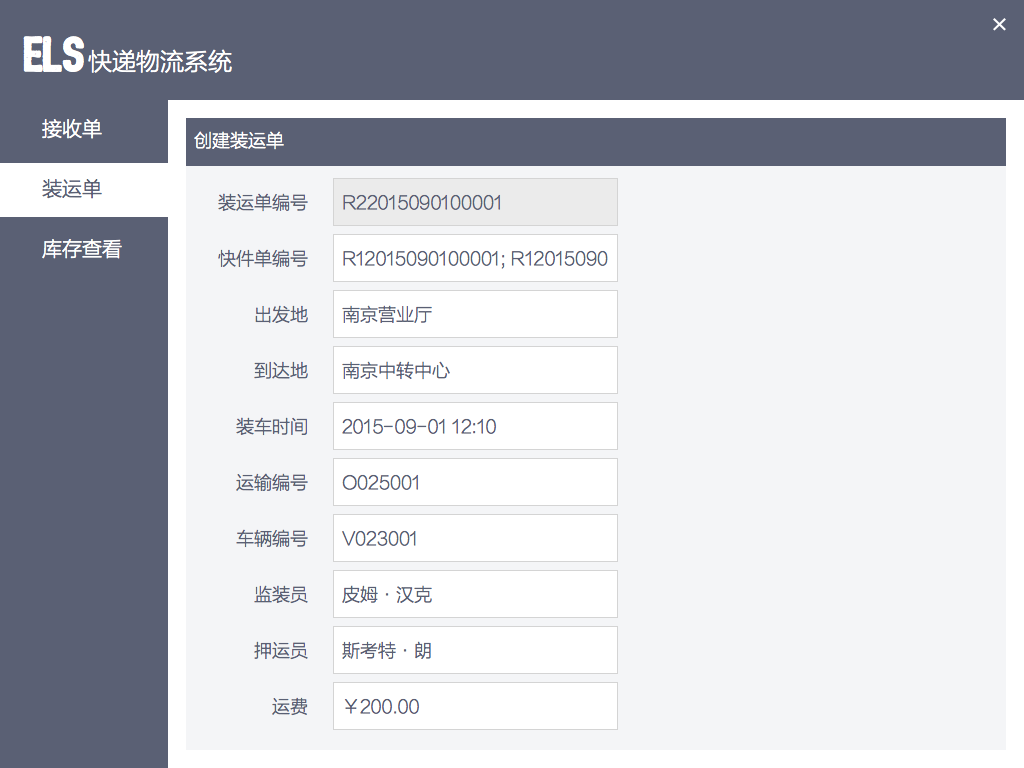 ×
ELS 快递物流系统
接收单
装运单
库存查看
创建装运单
装运单编号 R22015090100001
快件单编号 R12015090100001; R12015090
出发地 南京营业厅
到达地 南京中转中心
装车时间 2015-09-01 12:10
运输编号 O025001
车辆编号 V023001
监装员 皮姆·汉克
押运员 斯考特·朗
运费 ￥200.00